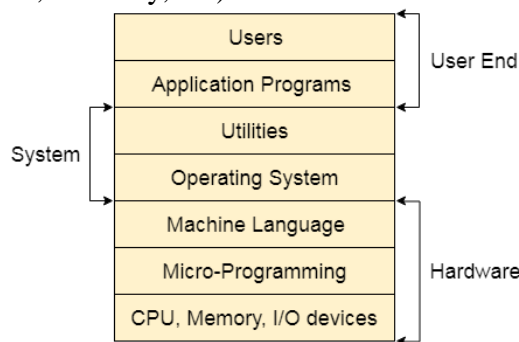 Users
Application Programs
User End
Utilities
System
Operating System
Machine Language
Micro-Programming
Hardware
CPU, Memory, I/O devices